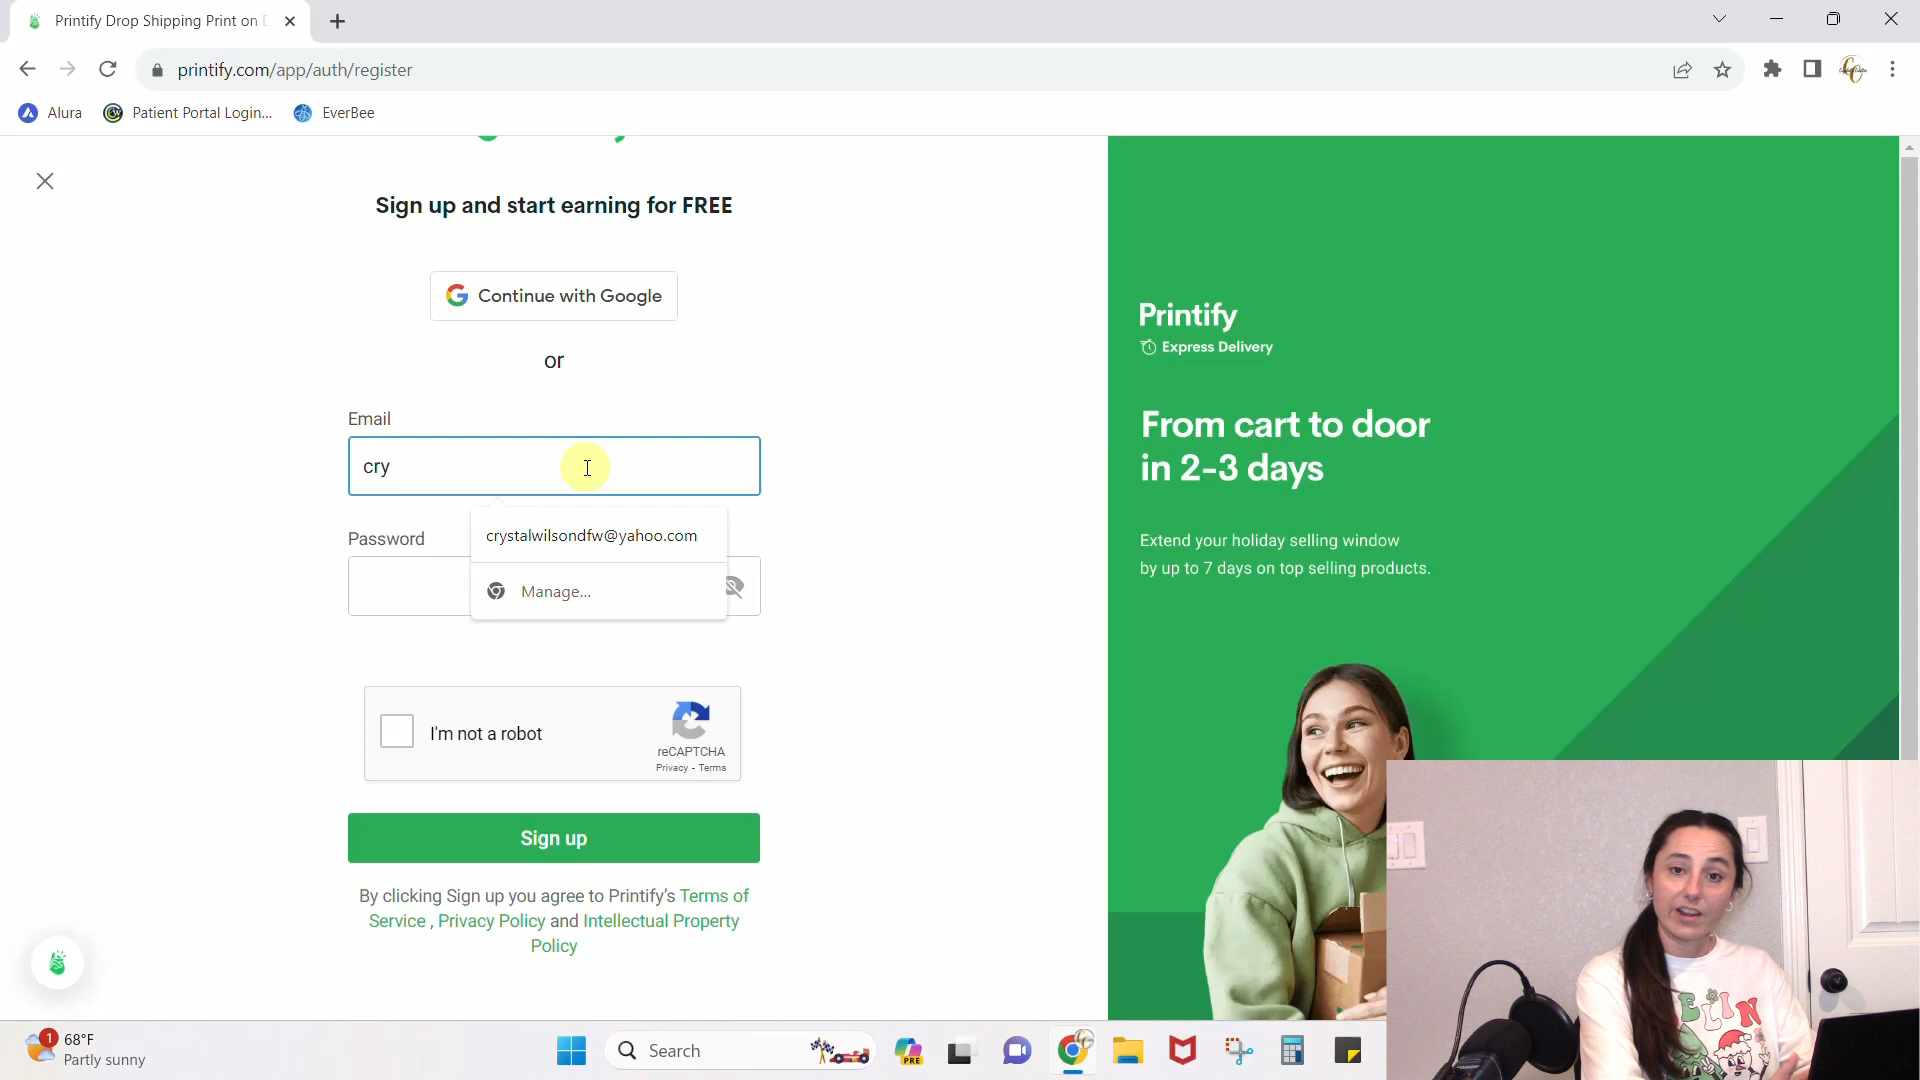 Printify Drop Shipping Print on
printify.com/app/auth/register
Alura
Patient Portal Login...
EverBee
Sign up and start earning for FREE
Continue with Google
or
Email
cry
crystalwilsondfw@yahoo.com
Password
Manage...
I'm not a robot
reCAPTCHA
Privacy - Terms
Sign up
By clicking Sign up you agree to Printify's Terms of
Service , Privacy Policy and Intellectual Property
Policy
Printify
Express Delivery
From cart to door
in 2-3 days
Extend your holiday selling window
by up to 7 days on top selling products.
1
68°F
Partly sunny
Search
PRE